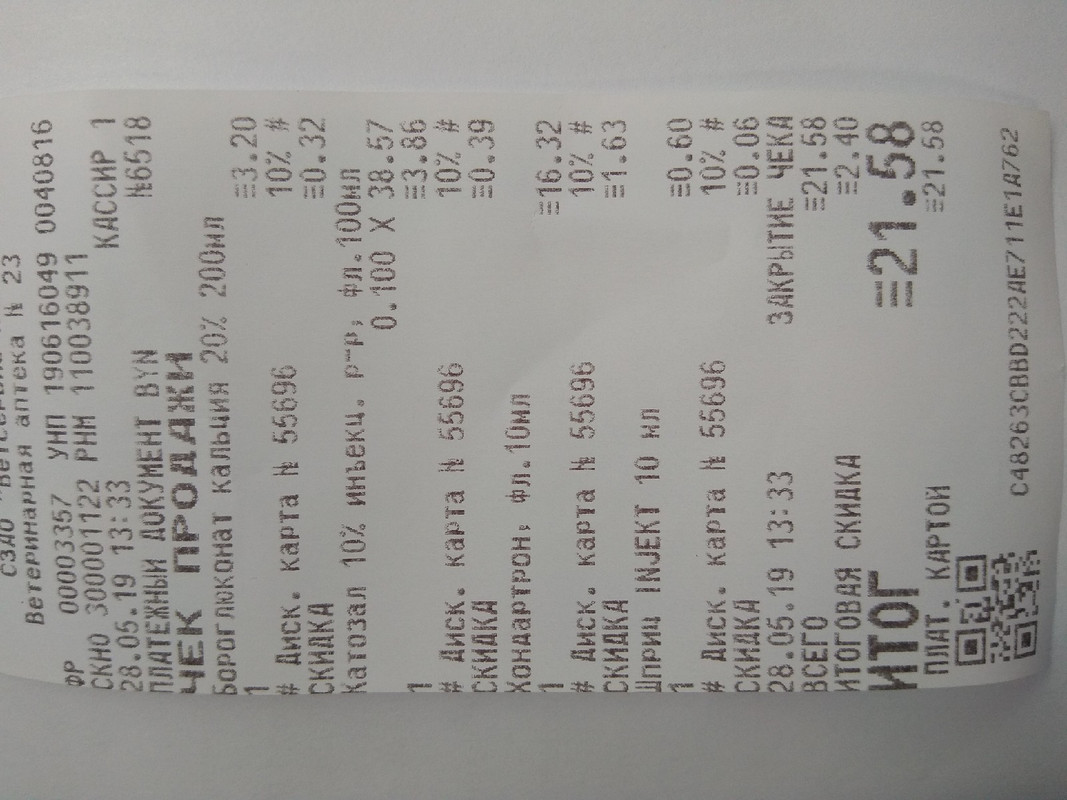 СЗАО
Ветеринарная аптека № 23
УНП 190616049 0040816
ФР 00003357 РНМ 110038911
СКНО 300001122 КАССИР 1
28.05.19 13:33 №6518
ПЛАТЕЖНЫЙ ДОКУМЕНТ BYN
ЧЕК ПРОДАЖИ
Бороглюконат кальция 20% 200мл
1 ≡3.20
# Диск. карта № 55696 10% #
СКИДКА ≡0.32
Катозал 10% инъекц. р-р, фл.100мл
0.100 X 38.57
1 ≡3.86
# Диск. карта № 55696 10% #
СКИДКА ≡0.39
Хондартрон, фл.10мл
1 ≡16.32
# Диск. карта № 55696 10% #
СКИДКА ≡1.63
Шприц INJEKT 10 мл
1 ≡0.60
# Диск. карта № 55696 10% #
СКИДКА ≡0.06
28.05.19 13:33 ЗАКРЫТИЕ ЧЕКА
ВСЕГО ≡21.58
ИТОГОВАЯ СКИДКА ≡2.40
ИТОГ ≡21.58
ПЛАТ. КАРТОЙ ≡21.58
C48263CBBD222AE711E1A762